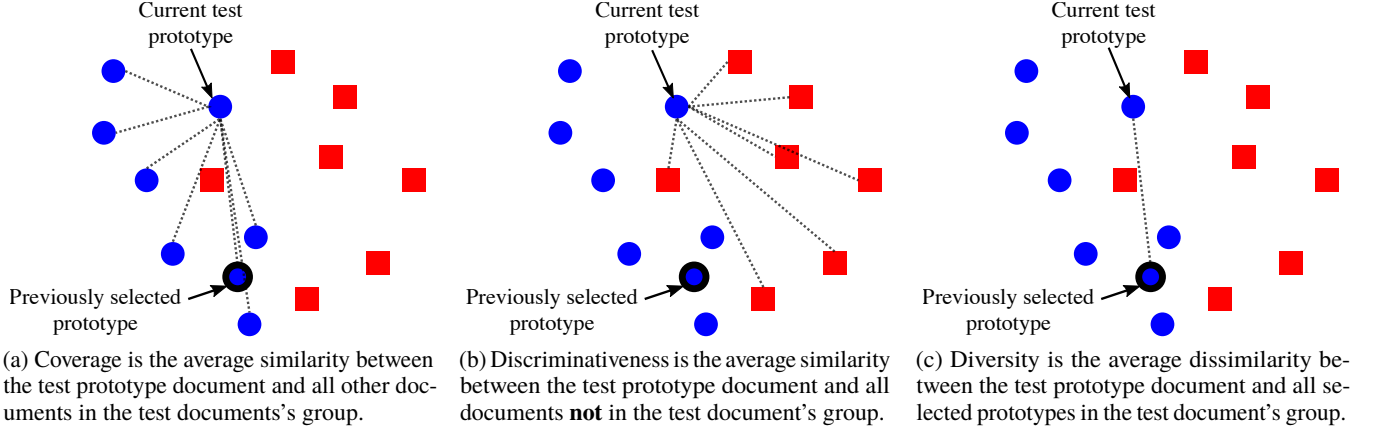 Current test
prototype
Previously selected
prototype
(a) Coverage is the average similarity between
the test prototype document and all other doc-
uments in the test documents's group.
Current test
prototype
Previously selected
prototype
(b) Discriminativeness is the average similarity
between the test prototype document and all
documents not in the test document's group.
Current test
prototype
Previously selected
prototype
(c) Diversity is the average dissimilarity be-
tween the test prototype document and all se-
lected prototypes in the test document's group.